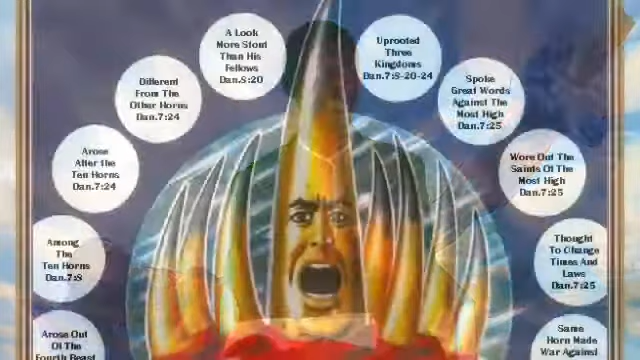 A Look
More Stout
Than His
Fellows
Dan.8:20
Uprooted
Three
Kingdoms
Dan.7:8-20-24
Different
From The
Other Horns
Dan.7:24
Spoke
Great Words
Against The
Most High
Dan.7:25
Arose
After the
Ten Horns
Dan.7:24
Wore Out The
Saints Of The
Most High
Dan.7:25
Among
The
Ten Horns
Dan.7:8
Thought
To Change
Times And
Laws
Dan.7:25
Arose Out
Of The
Fourth Beast
Same
Horn Made
War Against